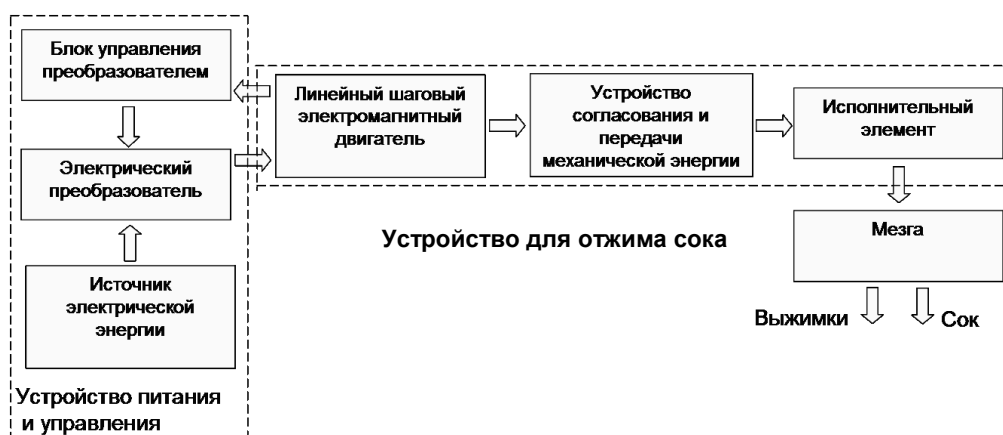 Блок управления
преобразователем
Электрический
преобразователь
Источник
электрической
энергии
Устройство питания
и управления
Линейный шаговый
электромагнитный
двигатель
Устройство
согласования и
передачи
механической энергии
Исполнительный
элемент
Устройство для отжима сока
Мезга
Выжимки
Сок